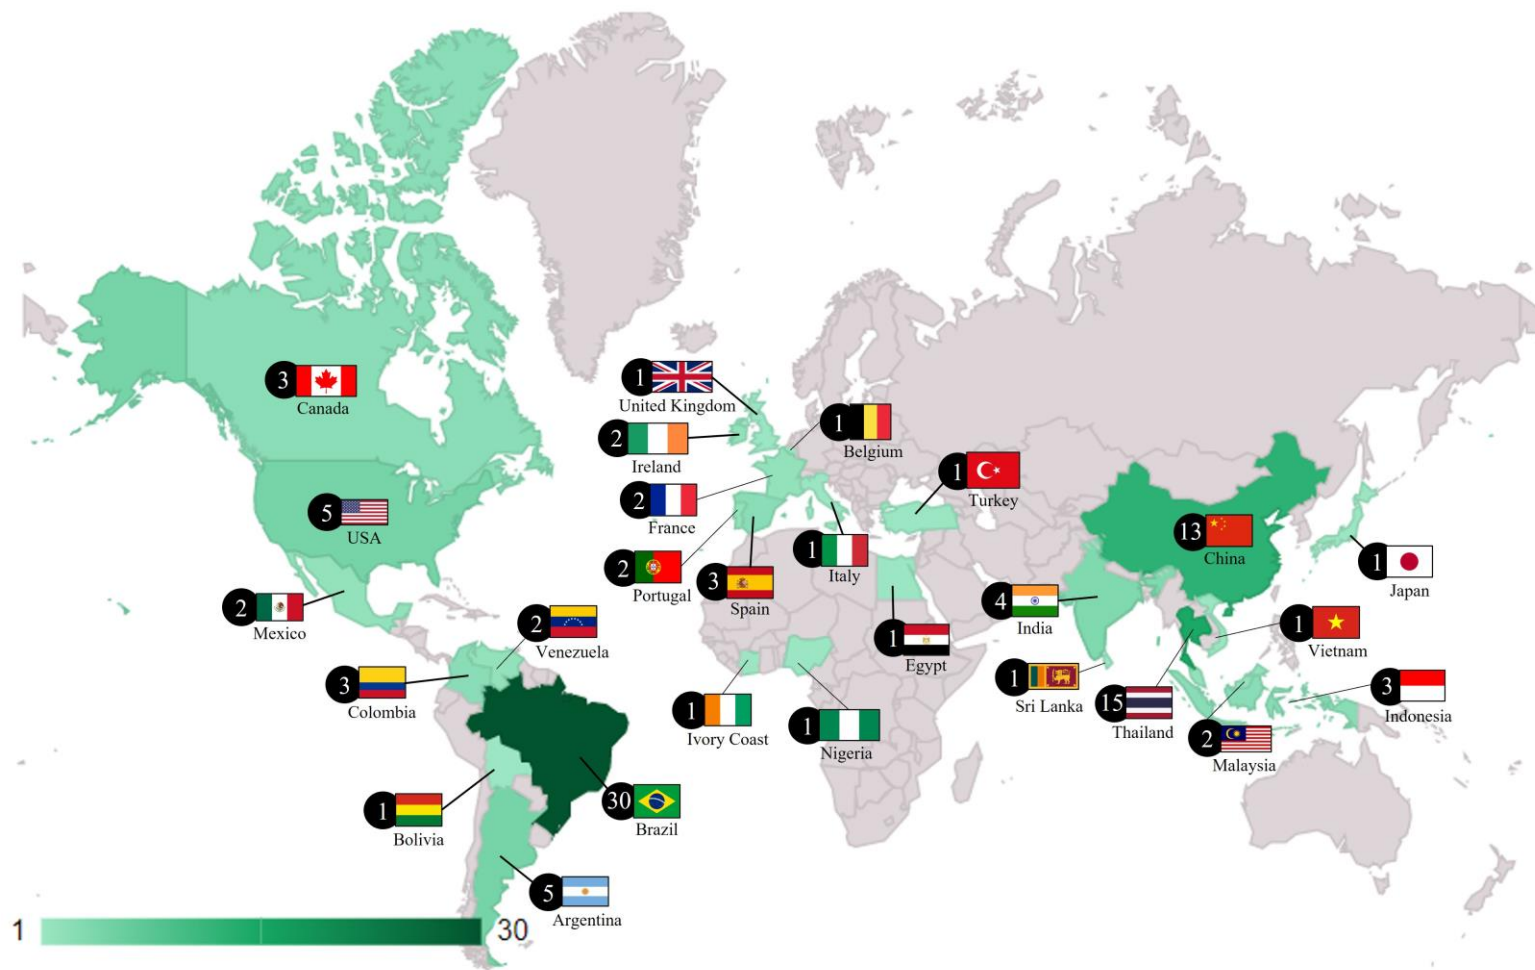 3
Canada
5
USA
2
Mexico
1
United Kingdom
2
Ireland
2
France
2
Portugal
3
Spain
1
Belgium
1
Italy
1
Turkey
1
Egypt
1
Ivory Coast
1
Nigeria
4
India
1
Sri Lanka
13
China
1
Japan
1
Vietnam
15
Thailand
2
Malaysia
3
Indonesia
2
Venezuela
3
Colombia
1
Bolivia
30
Brazil
5
Argentina
1
30